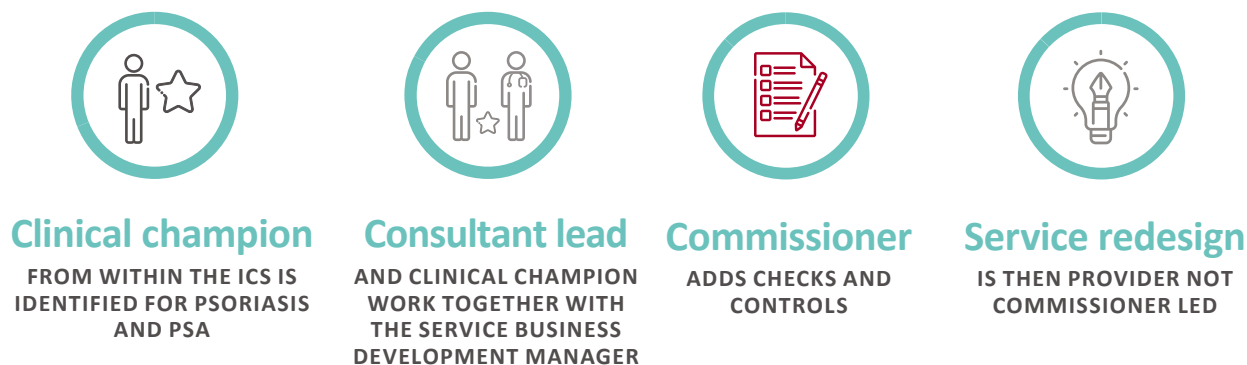 Clinical champion
FROM WITHIN THE ICS IS
IDENTIFIED FOR PSORIASIS
AND PSA
Consultant lead
AND CLINICAL CHAMPION
WORK TOGETHER WITH
THE SERVICE BUSINESS
DEVELOPMENT MANAGER
Commissioner
ADDS CHECKS AND
CONTROLS
Service redesign
IS THEN PROVIDER NOT
COMMISSIONER LED